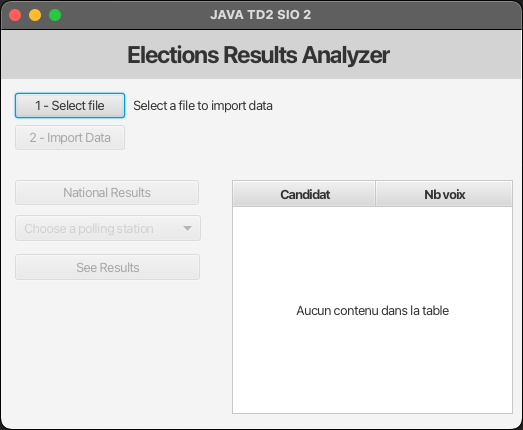 JAVA TD2 SIO 2
Elections Results Analyzer
1 - Select file
Select a file to import data
2 - Import Data
National Results
Choose a polling station
See Results
Candidat
Nb voix
Aucun contenu dans la table